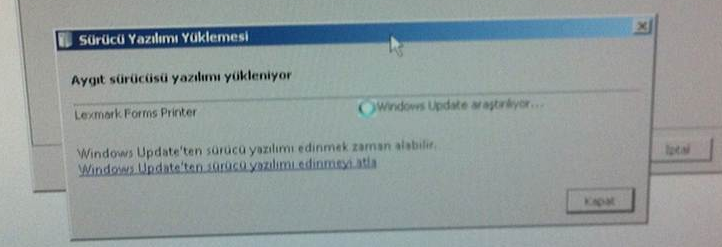 Sürücü Yazılımı Yüklemesi
Aygıt sürücüsü yazılımı yükleniyor
Lexmark Forms Printer
Windows Update araştırılıyor...
Windows Update'ten sürücü yazılımı edinmek zaman alabilir.
Windows Update'ten sürücü yazılımı edinmeyi atla
İptal
Kapat